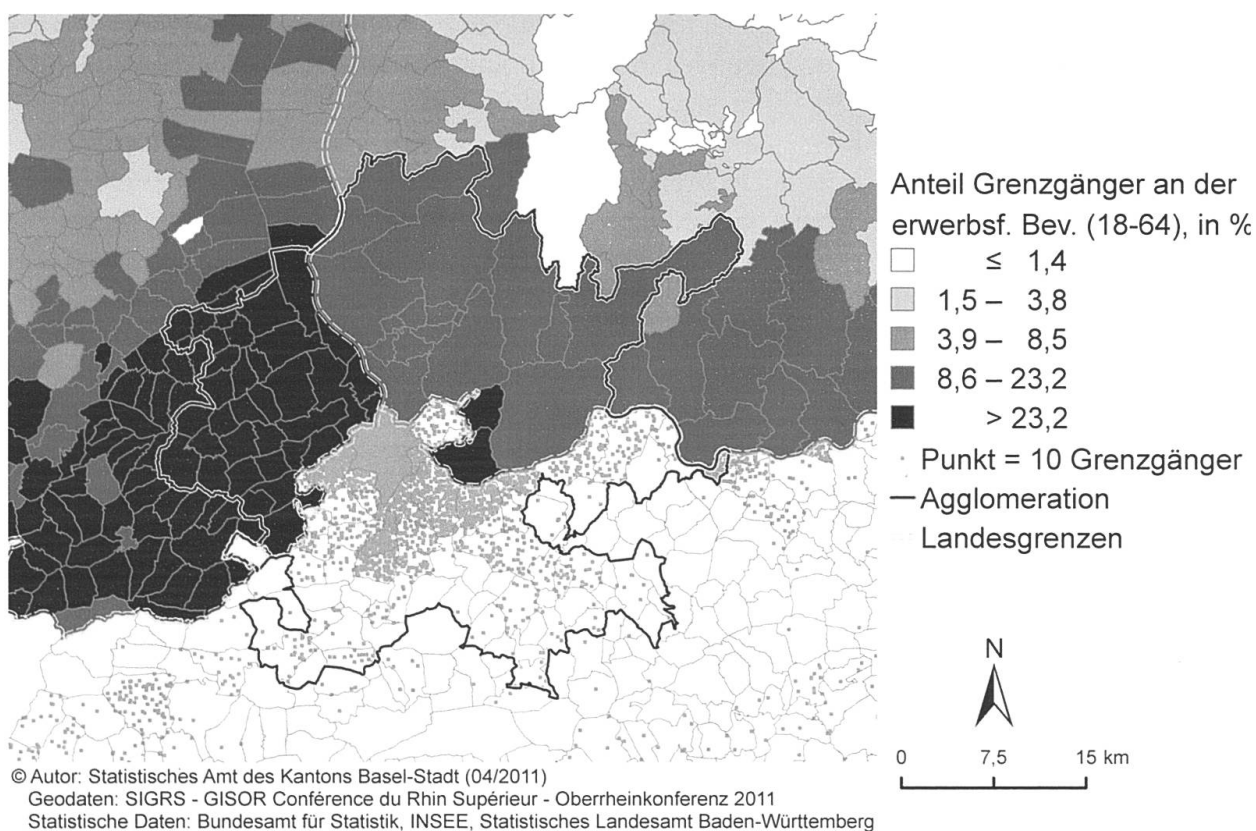 Anteil Grenzgänger an der
erwerbsf. Bev. (18-64), in %
≤ 1,4
1,5 – 3,8
3,9 – 8,5
8,6 – 23,2
> 23,2
Punkt = 10 Grenzgänger
Agglomeration
Landesgrenzen
N
0 7,5 15 km
© Autor: Statistisches Amt des Kantons Basel-Stadt (04/2011)
Geodaten: SIGRS - GISOR Conférence du Rhin Supérieur - Oberrheinkonferenz 2011
Statistische Daten: Bundesamt für Statistik, INSEE, Statistisches Landesamt Baden-Württemberg